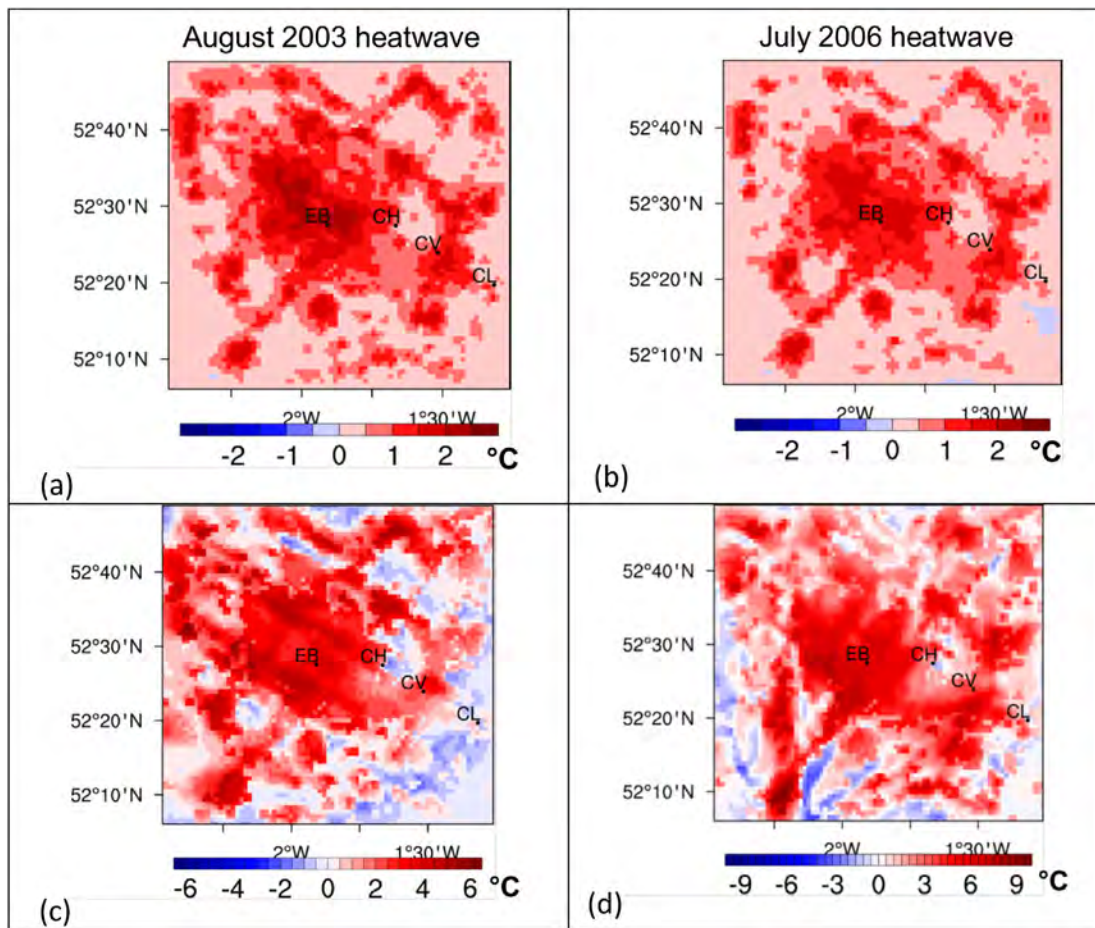 August 2003 heatwave
52°40'N
52°30'N
52°20'N
52°10'N
EB
CH
CV
CL
2°W 1°30'W
-2 -1 0 1 2 °C
(a)
July 2006 heatwave
52°40'N
52°30'N
52°20'N
52°10'N
EB
CH
CV
CL
2°W 1°30'W
-2 -1 0 1 2 °C
(b)
52°40'N
52°30'N
52°20'N
52°10'N
EB
CH
CV
CL
2°W 1°30'W
-6 -4 -2 0 2 4 6 °C
(c)
52°40'N
52°30'N
52°20'N
52°10'N
EB
CH
CV
CL
2°W 1°30'W
-9 -6 -3 0 3 6 9 °C
(d)